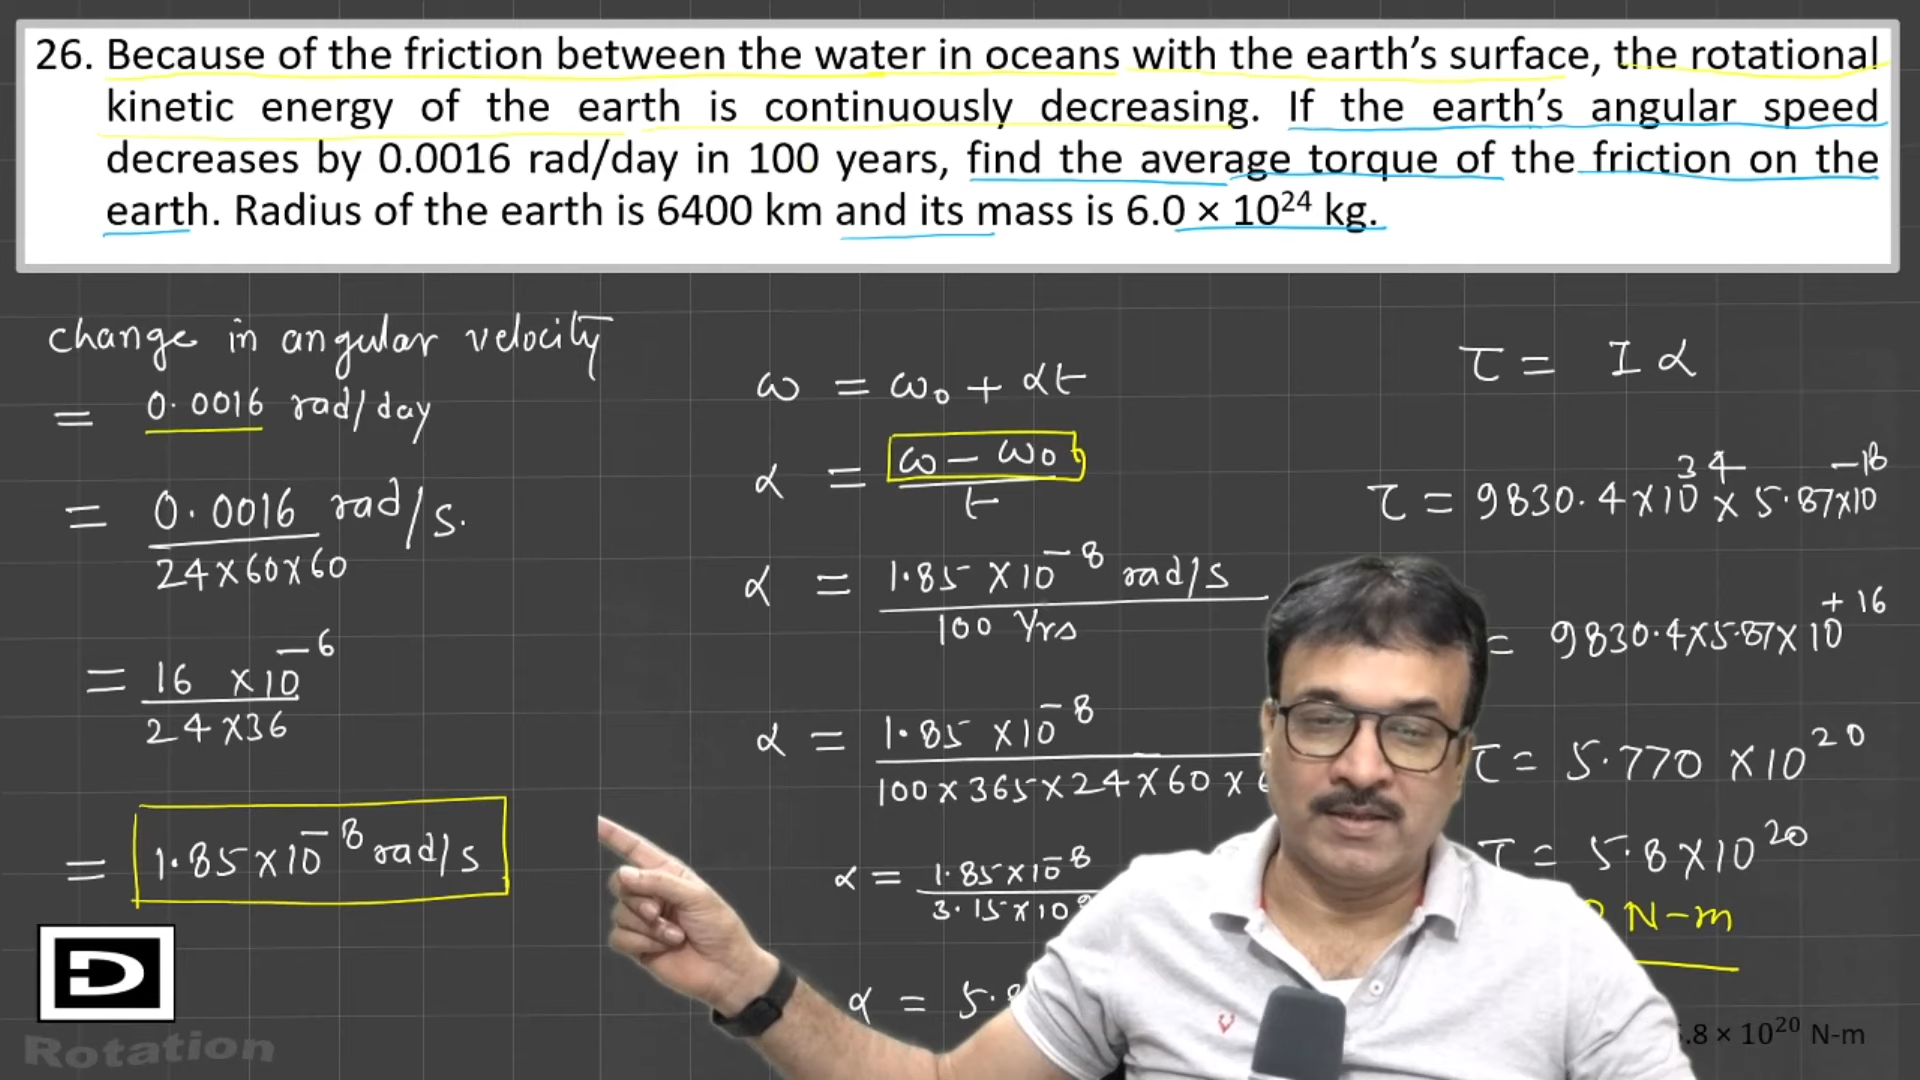 26. Because of the friction between the water in oceans with the earth’s surface, the rotational
kinetic energy of the earth is continuously decreasing. If the earth’s angular speed
decreases by 0.0016 rad/day in 100 years, find the average torque of the friction on the
earth. Radius of the earth is 6400 km and its mass is 6.0 × 10²⁴ kg.
change in angular velocity
= 0.0016 rad/day
= 0.0016 rad/s.
24×60×60
= 16 ×10⁻⁶
24×36
= 1.85×10⁻⁸ rad/s
ω = ω₀ + αt
α = ω − ω₀
t
α = 1.85 ×10⁻⁸ rad/s
100 Yrs
α = 1.85 ×10⁻⁸
100×365×24×60×
α = 1.85×10⁻⁸
3.15×10⁹
α = 5.8
τ = I α
τ = 9830.4×10³⁴ × 5.87×10⁻¹⁸
= 9830.4×5.87×10⁺¹⁶
τ = 5.770 ×10²⁰
τ = 5.8×10²⁰
N-m
.8 × 10²⁰ N-m
D
Rotation